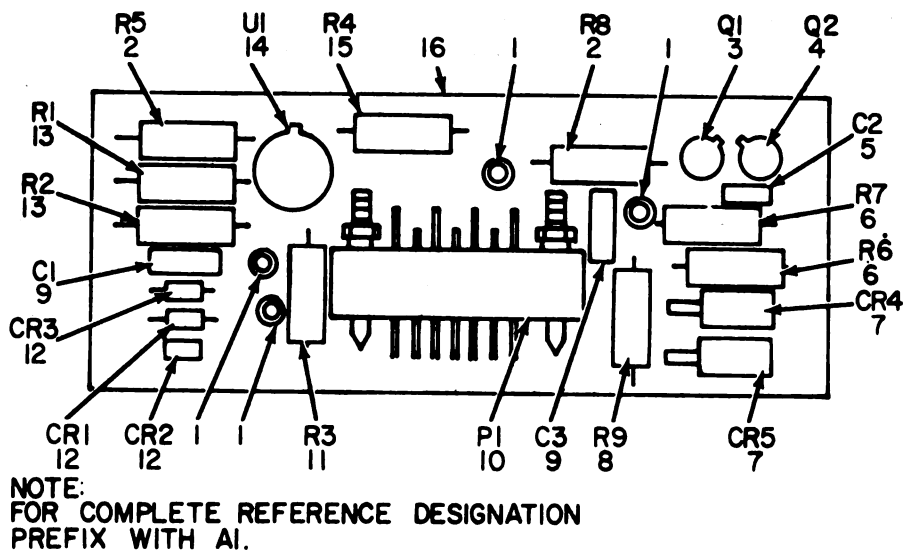 R5 U1 R4 R8 Q1 Q2
2 14 15 16 1 2 1 3 4
R1
13
C2
5
R2
13
R7
6
C1
9
R6
6
CR3
12
CR4
7
CR1 CR2 1 1 R3 P1 C3 R9 CR5
12 12 11 10 9 8 7
NOTE:
FOR COMPLETE REFERENCE DESIGNATION
PREFIX WITH A1.